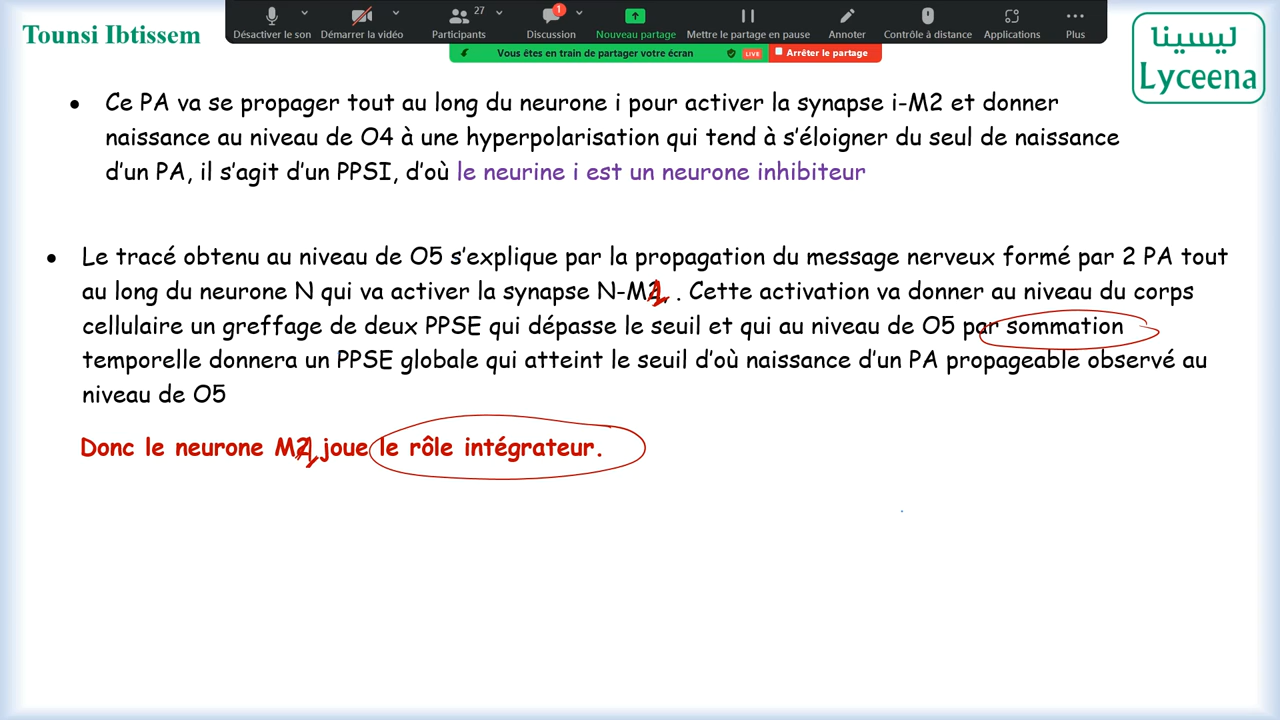 Tounsi Ibtissem
27
1
Désactiver le son
Démarrer la vidéo
Participants
Discussion
Nouveau partage
Mettre le partage en pause
Annoter
Contrôle à distance
Applications
Plus
Vous êtes en train de partager votre écran
LIVE
Arrêter le partage
ليسينا
Lyceena
• Ce PA va se propager tout au long du neurone i pour activer la synapse i-M2 et donner
naissance au niveau de O4 à une hyperpolarisation qui tend à s'éloigner du seul de naissance
d'un PA, il s'agit d'un PPSI, d'où le neurine i est un neurone inhibiteur
• Le tracé obtenu au niveau de O5 s'explique par la propagation du message nerveux formé par 2 PA tout
au long du neurone N qui va activer la synapse N-M1, . Cette activation va donner au niveau du corps
cellulaire un greffage de deux PPSE qui dépasse le seuil et qui au niveau de O5 par sommation
temporelle donnera un PPSE globale qui atteint le seuil d'où naissance d'un PA propageable observé au
niveau de O5
Donc le neurone M1 joue le rôle intégrateur.